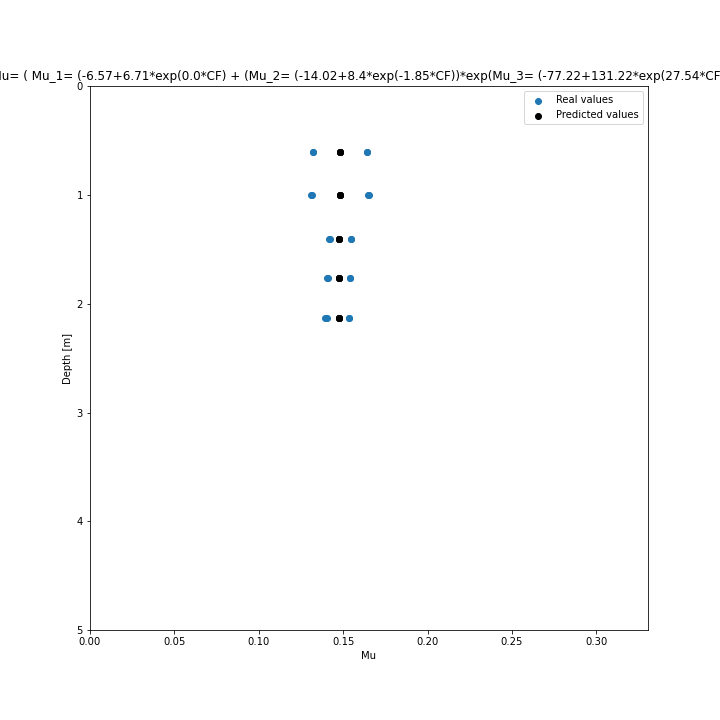 u= ( Mu_1= (-6.57+6.71*exp(0.0*CF) + (Mu_2= (-14.02+8.4*exp(-1.85*CF))*exp(Mu_3= (-77.22+131.22*exp(27.54*CF
Real values
Predicted values
0
1
2
3
4
5
Depth [m]
0.00 0.05 0.10 0.15 0.20 0.25 0.30
Mu